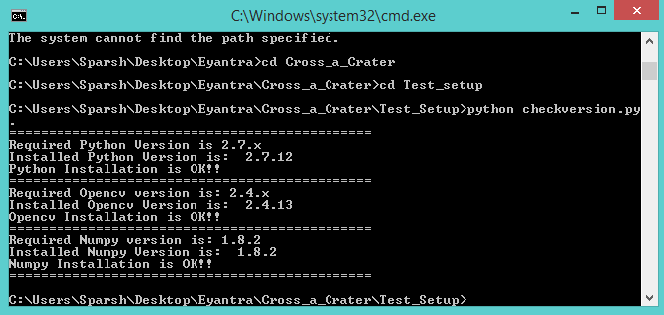 C:\Windows\system32\cmd.exe
The system cannot find the path specified.
C:\Users\Sparsh\Desktop\Eyantra>cd Cross_a_Crater
C:\Users\Sparsh\Desktop\Eyantra\Cross_a_Crater>cd Test_setup
C:\Users\Sparsh\Desktop\Eyantra\Cross_a_Crater\Test_Setup>python checkversion.py
.
==============================================
Required Python Version is 2.7.x
Installed Python Version is:  2.7.12
Python Installation is OK!!
==============================================
Required Opencv version is: 2.4.x
Installed Opencv Version is:  2.4.13
Opencv Installation is OK!!
==============================================
Required Numpy version is: 1.8.2
Installed Numpy Version is:  1.8.2
Numpy Installation is OK!!
==============================================
C:\Users\Sparsh\Desktop\Eyantra\Cross_a_Crater\Test_Setup>